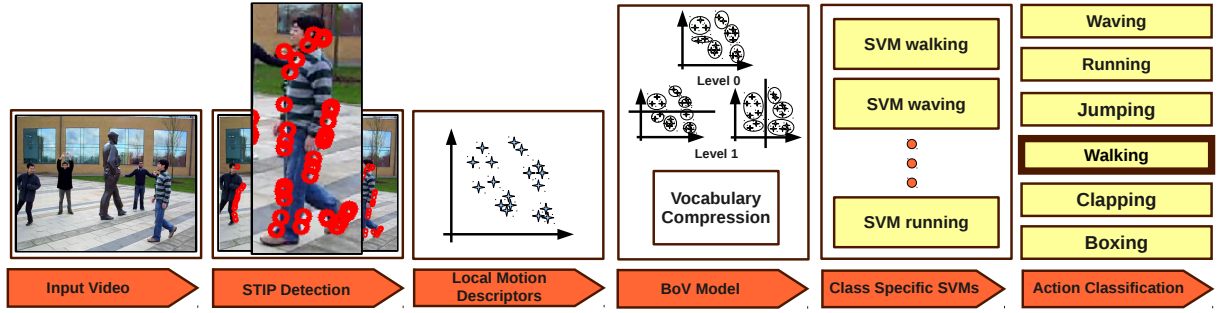 Level 0
Level 1
Vocabulary
Compression
SVM walking
SVM waving
SVM running
Waving
Running
Jumping
Walking
Clapping
Boxing
Input Video
STIP Detection
Local Motion
Descriptors
BoV Model
Class Specific SVMs
Action Classification